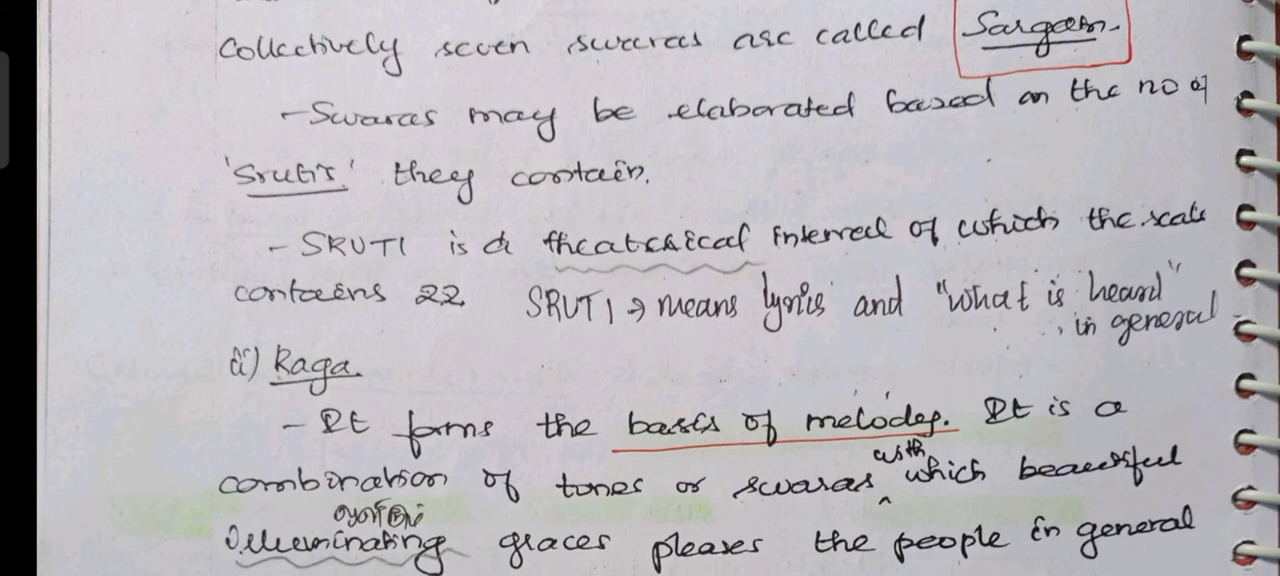 collectively seven swaras are called Sargam.
- Swaras may be elaborated based on the no of
'Srutis' they contain.
- SRUTI is a theatrical interval of which the scale
contains 22 SRUTI → means lyrics and "what is heard"
in general
ii) Raga.
- It forms the basis of melody. It is a
with
combination of tones or swaras ^ which beautiful
illuminating graces pleases the people in general